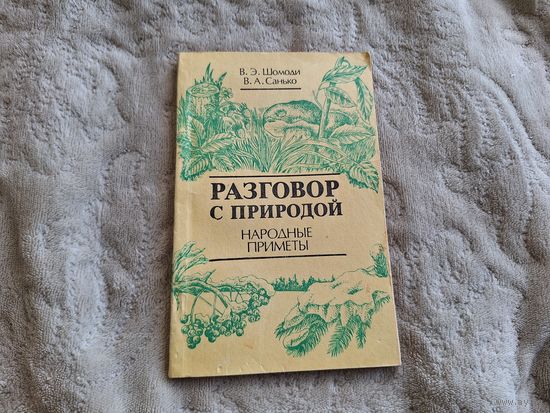 В. Э. Шомоди
В. А. Санько
РАЗГОВОР
С ПРИРОДОЙ
НАРОДНЫЕ
ПРИМЕТЫ